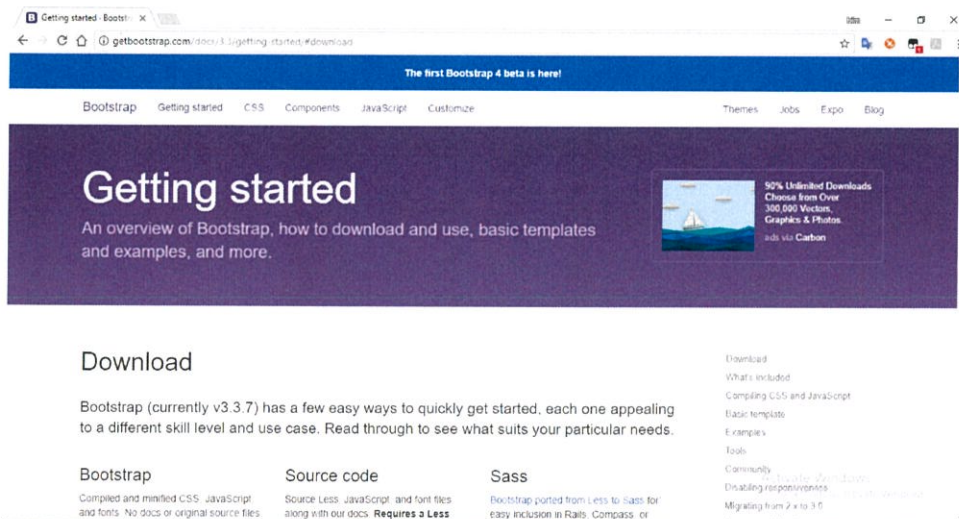 Getting started · Bootst
Idre
getbootstrap.com/docs/3.3/getting-started/#download
The first Bootstrap 4 beta is here!
Bootstrap Getting started CSS Components JavaScript Customize Themes Jobs Expo Blog
Getting started
An overview of Bootstrap, how to download and use, basic templates
and examples, and more.
90% Unlimited Downloads
Choose from Over
300,000 Vectors,
Graphics & Photos.
ads via Carbon
Download
Bootstrap (currently v3.3.7) has a few easy ways to quickly get started, each one appealing
to a different skill level and use case. Read through to see what suits your particular needs.
Bootstrap
Compiled and minified CSS, JavaScript
and fonts. No docs or original source files
Source code
Source Less, JavaScript, and font files
along with our docs. Requires a Less
Sass
Bootstrap ported from Less to Sass for
easy inclusion in Rails, Compass, or
Download
What's included
Compiling CSS and JavaScript
Basic template
Examples
Tools
Community
Disabling responsiveness
Migrating from 2.x to 3.0
Activate Windows